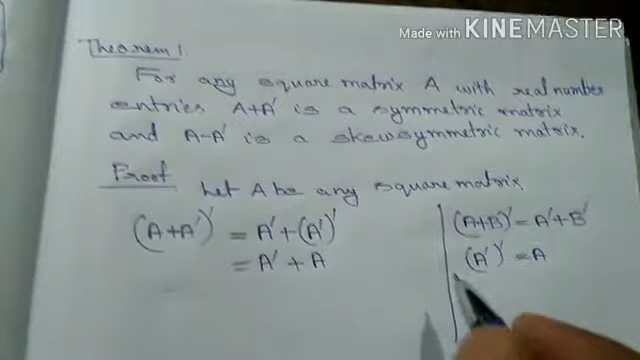 Made with KINEMASTER
Theorem 1
For any square matrix A with real number
entries A+A' is a symmetric matrix
and A-A' is a skewsymmetric matrix.
Proof Let A be any square matrix
(A+A')' = A'+(A')'
= A' + A
(A+B)' = A'+B'
(A')' = A